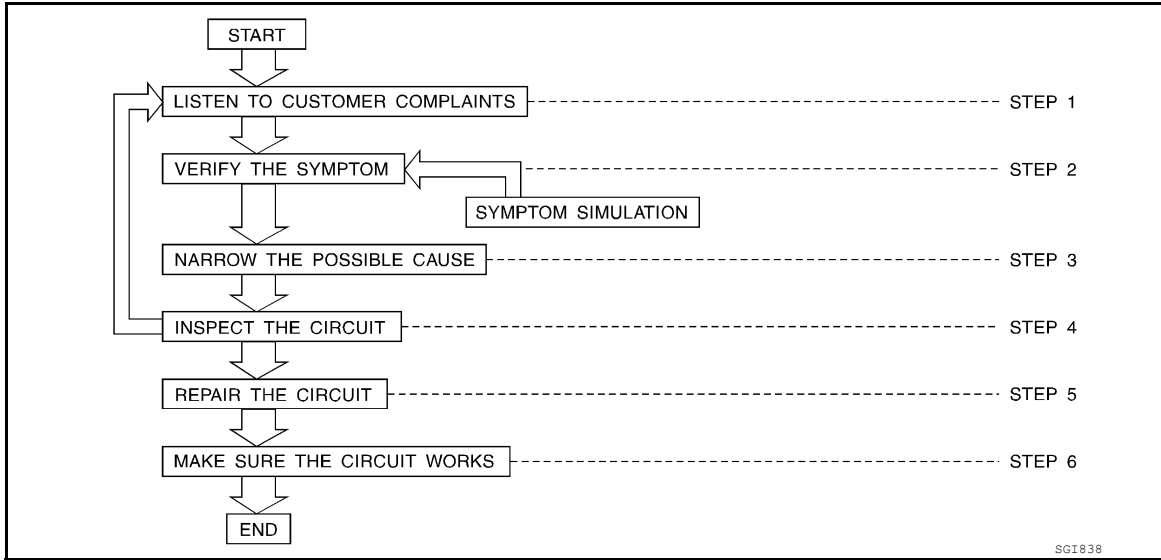 START
LISTEN TO CUSTOMER COMPLAINTS STEP 1
VERIFY THE SYMPTOM STEP 2
SYMPTOM SIMULATION
NARROW THE POSSIBLE CAUSE STEP 3
INSPECT THE CIRCUIT STEP 4
REPAIR THE CIRCUIT STEP 5
MAKE SURE THE CIRCUIT WORKS STEP 6
END
SGI838